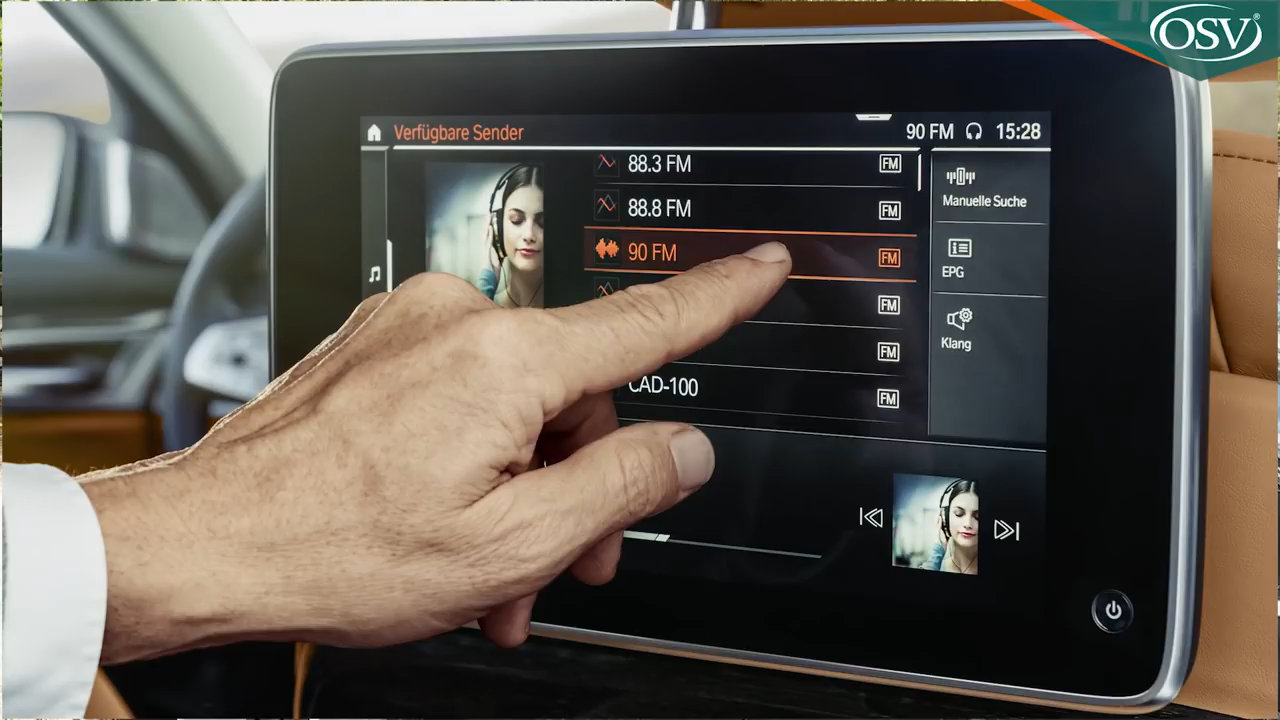 OSV
Verfügbare Sender
90 FM
15:28
88.3 FM
FM
88.8 FM
FM
90 FM
FM
FM
FM
CAD-100
FM
Manuelle Suche
EPG
Klang